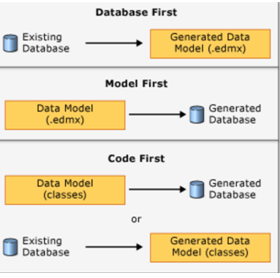 Database First
Existing
Database
Generated Data
Model (.edmx)
Model First
Data Model
(.edmx)
Generated
Database
Code First
Data Model
(classes)
Generated
Database
or
Existing
Database
Generated Data
Model (classes)